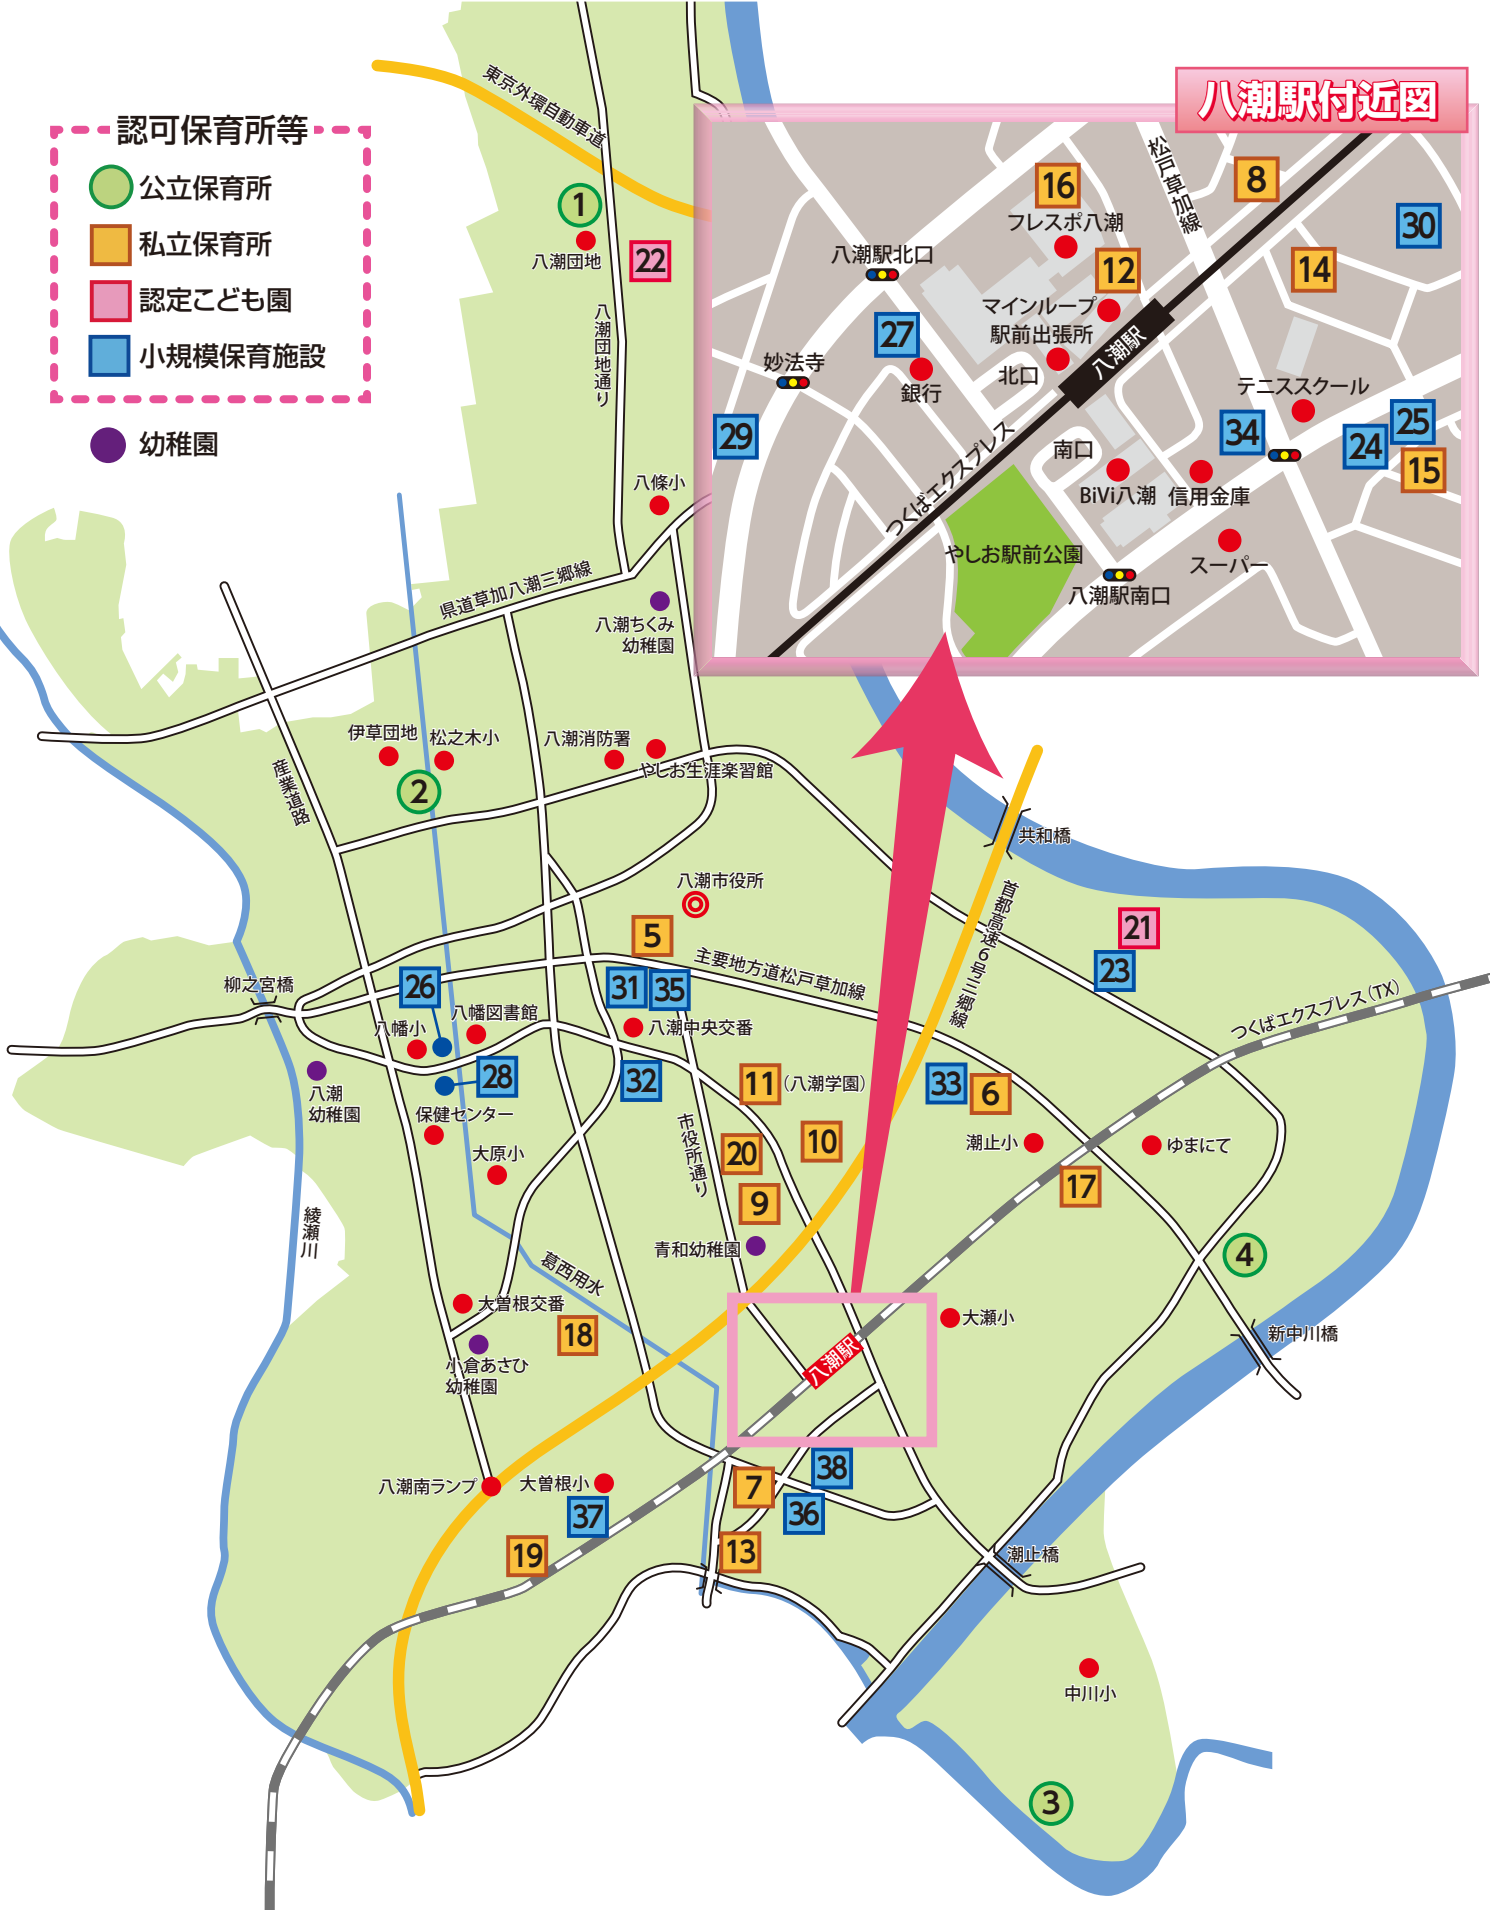 認可保育所等
公立保育所
私立保育所
認定こども園
小規模保育施設
幼稚園
東京外環自動車道
1
八潮団地
22
八潮団地通り
八條小
県道草加八潮三郷線
八潮ちくみ
幼稚園
八潮駅付近図
松戸草加線
16
フレスポ八潮
8
30
八潮駅北口
12
14
マインループ
駅前出張所
27
八潮駅
妙法寺
北口
銀行
テニススクール
29
34
25
24
15
つくばエクスプレス
南口
BiVi八潮
信用金庫
やしお駅前公園
スーパー
八潮駅南口
伊草団地
松之木小
八潮消防署
やしお生涯楽習館
産業道路
2
共和橋
八潮市役所
首都高速6号三郷線
5
21
主要地方道松戸草加線
23
柳之宮橋
26
31
35
つくばエクスプレス(TX)
八幡図書館
八幡小
八潮中央交番
28
32
11
(八潮学園)
33
6
八潮
幼稚園
保健センター
市役所通り
10
潮止小
ゆまにて
大原小
20
17
9
綾瀬川
青和幼稚園
4
葛西用水
大曽根交番
18
大瀬小
新中川橋
小倉あさひ
幼稚園
八潮駅
八潮南ランプ
大曽根小
38
7
37
36
19
13
潮止橋
中川小
3